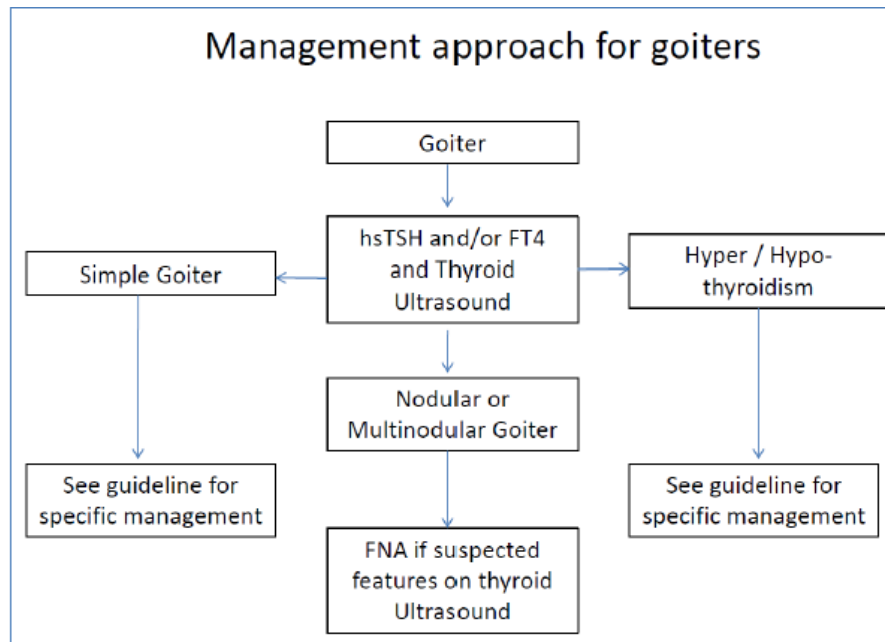 Management approach for goiters
Goiter
hsTSH and/or FT4
and Thyroid
Ultrasound
Simple Goiter
Hyper / Hypo-
thyroidism
Nodular or
Multinodular Goiter
See guideline for
specific management
See guideline for
specific management
FNA if suspected
features on thyroid
Ultrasound